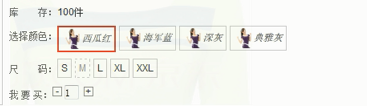 库 存：100件
选择颜色： 西瓜红 海军蓝 深灰 典雅灰
尺 码： S M L XL XXL
我要买： - 1 +